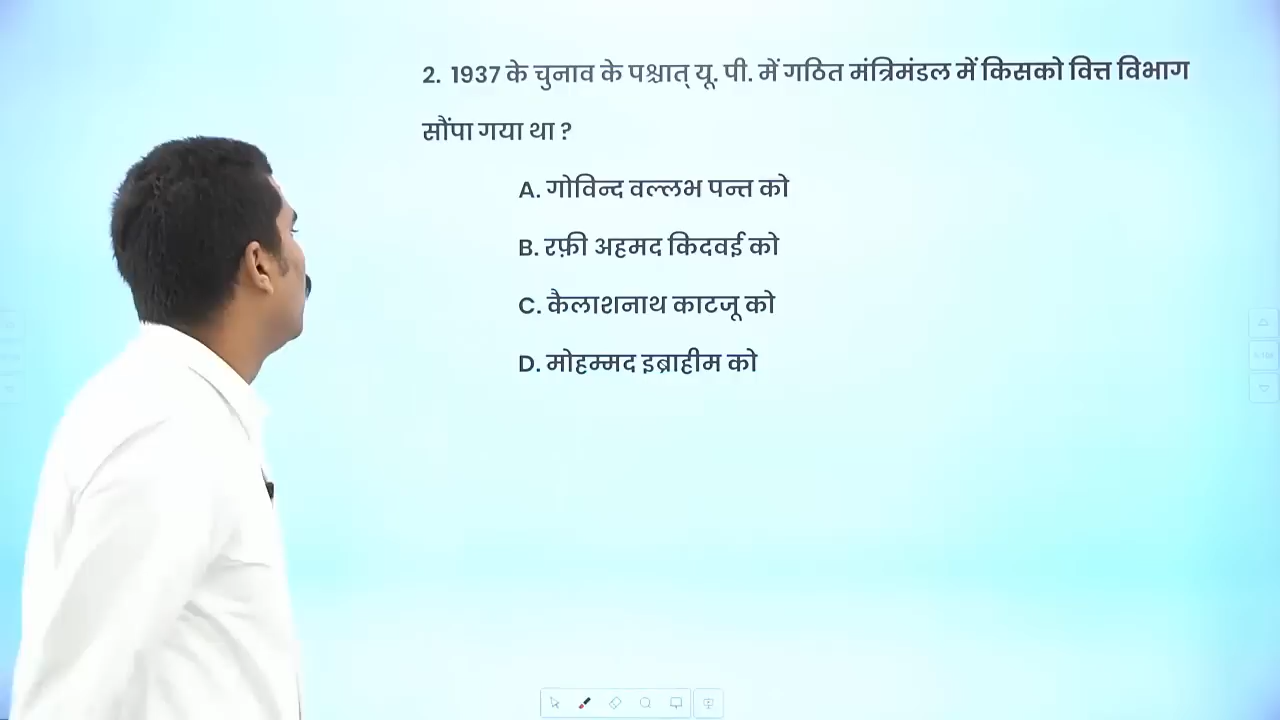 2. 1937 के चुनाव के पश्चात् यू. पी. में गठित मंत्रिमंडल में किसको वित्त विभाग
सौंपा गया था ?
A. गोविन्द वल्लभ पन्त को
B. रफ़ी अहमद किदवई को
C. कैलाशनाथ काटजू को
D. मोहम्मद इब्राहीम को